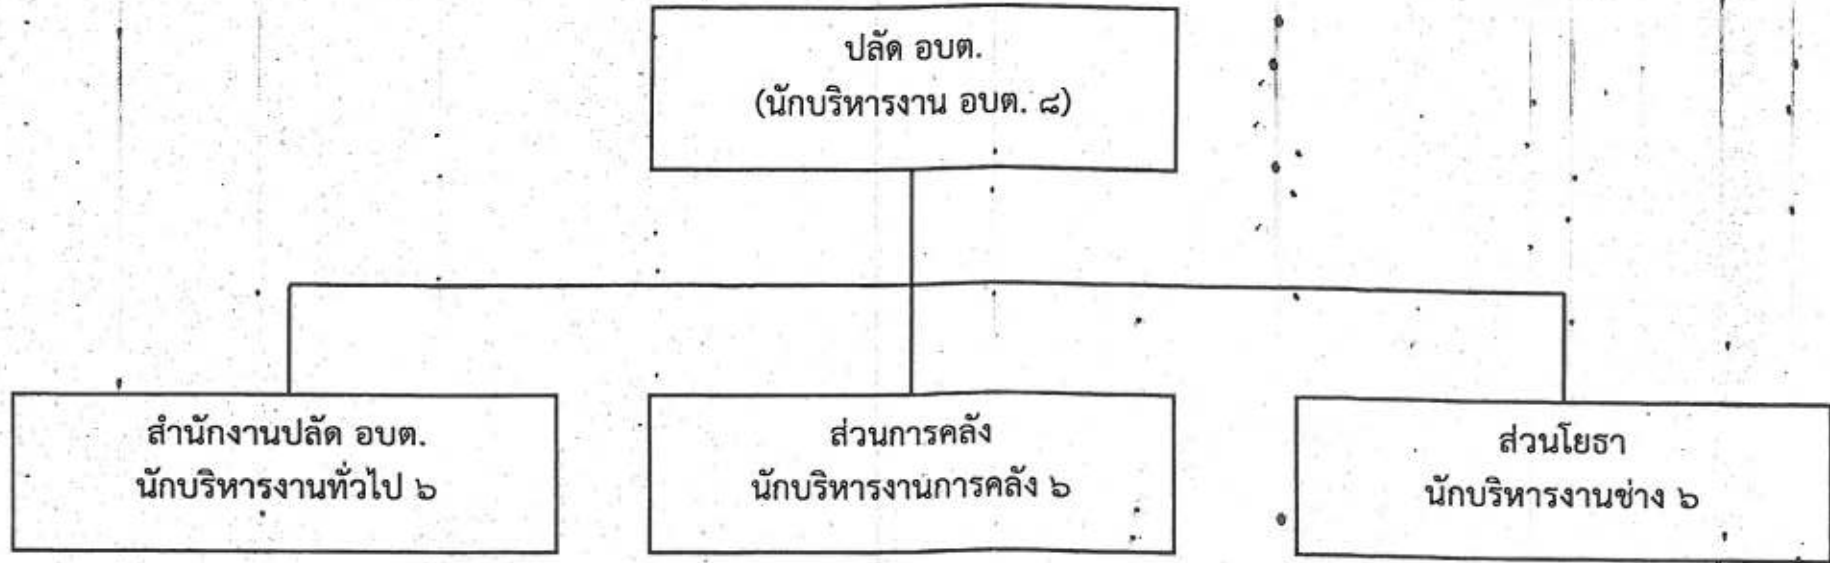 ปลัด อบต.
(นักบริหารงาน อบต. ๘)
สำนักงานปลัด อบต.
นักบริหารงานทั่วไป ๖
ส่วนการคลัง
นักบริหารงานการคลัง ๖
ส่วนโยธา
นักบริหารงานช่าง ๖